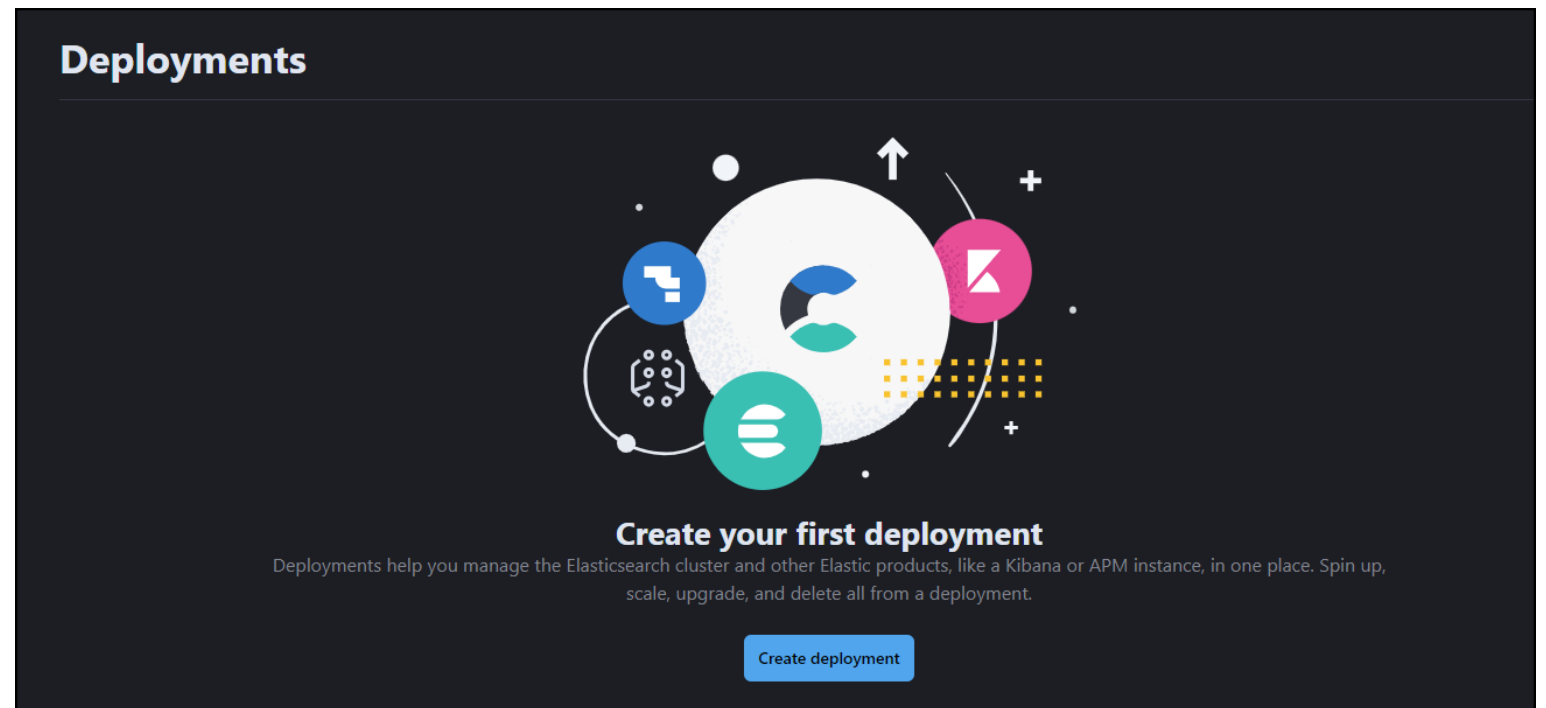 Deployments
Create your first deployment
Deployments help you manage the Elasticsearch cluster and other Elastic products, like a Kibana or APM instance, in one place. Spin up,
scale, upgrade, and delete all from a deployment.
Create deployment